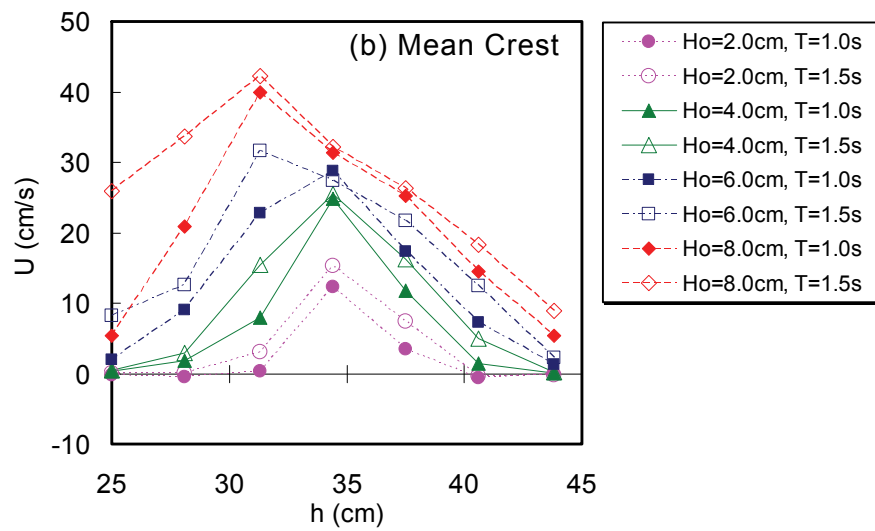 (b) Mean Crest
50
40
30
20
10
0
-10
U (cm/s)
25 30 35 40 45
h (cm)
Ho=2.0cm, T=1.0s
Ho=2.0cm, T=1.5s
Ho=4.0cm, T=1.0s
Ho=4.0cm, T=1.5s
Ho=6.0cm, T=1.0s
Ho=6.0cm, T=1.5s
Ho=8.0cm, T=1.0s
Ho=8.0cm, T=1.5s